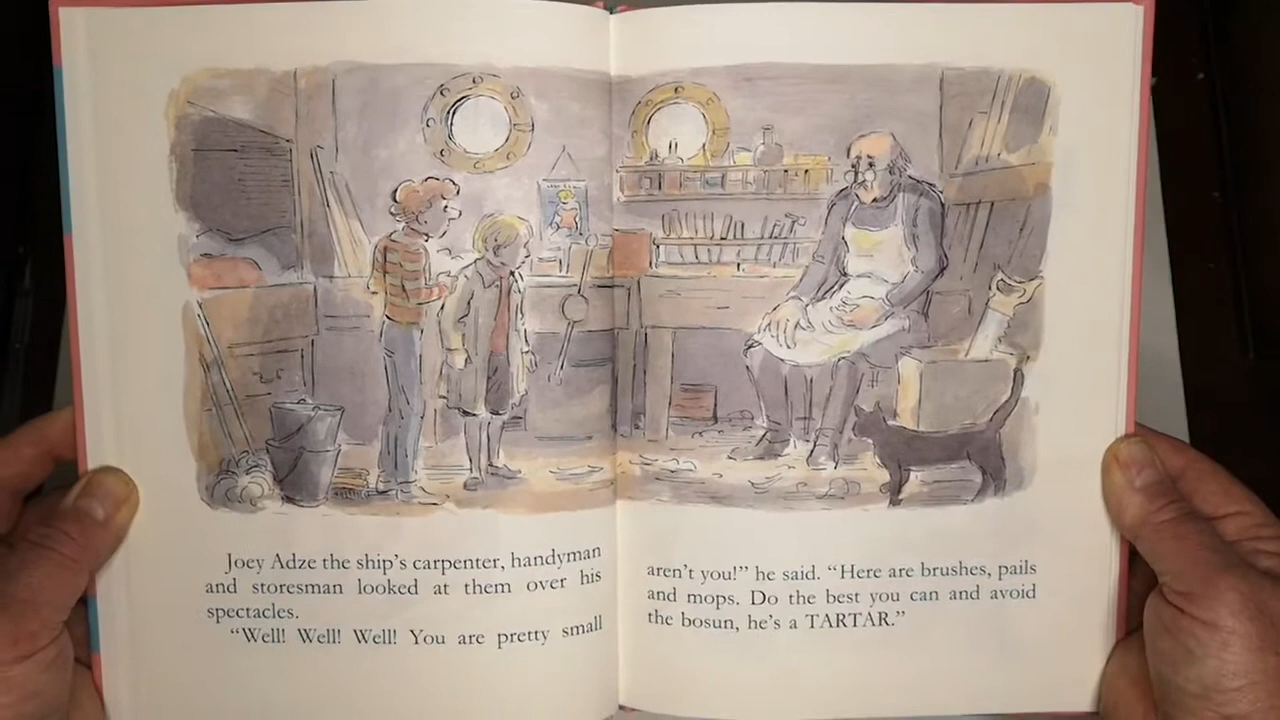 Joey Adze the ship's carpenter, handyman
and storesman looked at them over his
spectacles.
"Well! Well! Well! You are pretty small
aren't you!" he said. "Here are brushes, pails
and mops. Do the best you can and avoid
the bosun, he's a TARTAR."